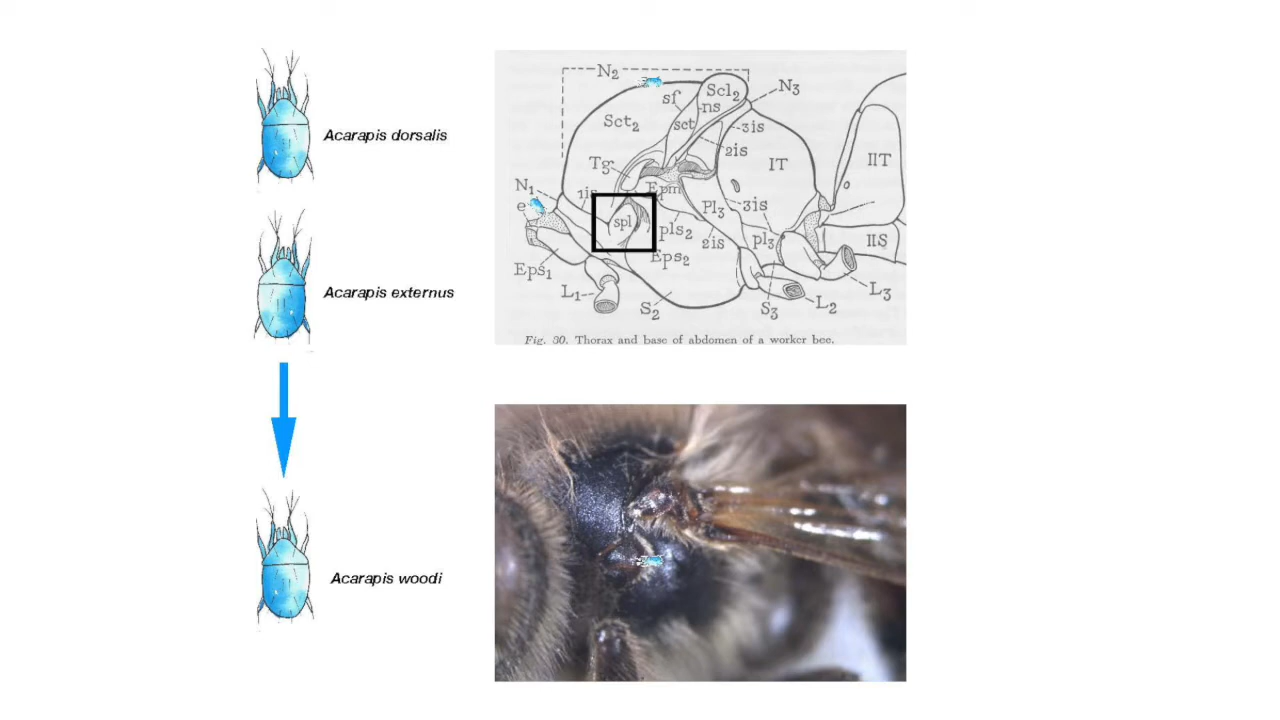 Acarapis dorsalis
Acarapis externus
Acarapis woodi
N2
Scl2
N3
sf
ns
Sct2
sct
3is
2is
IT
IIT
Tg
N1
1is
Epm
e
spl
Pl3
3is
pls2
2is
pl3
IIS
Eps1
Eps2
L1
S2
S3
L2
L3
Fig. 30. Thorax and base of abdomen of a worker bee.